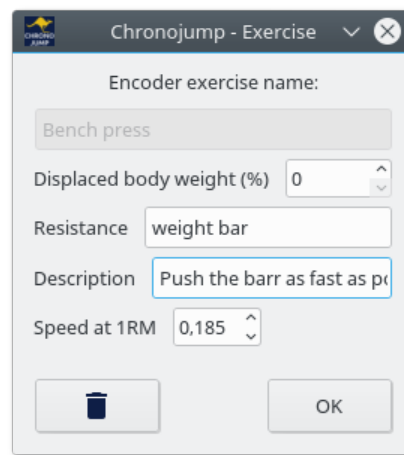 CHRONO
JUMP
Chronojump - Exercise
Encoder exercise name:
Bench press
Displaced body weight (%) 0
Resistance weight bar
Description Push the barr as fast as
Speed at 1RM 0,185
OK